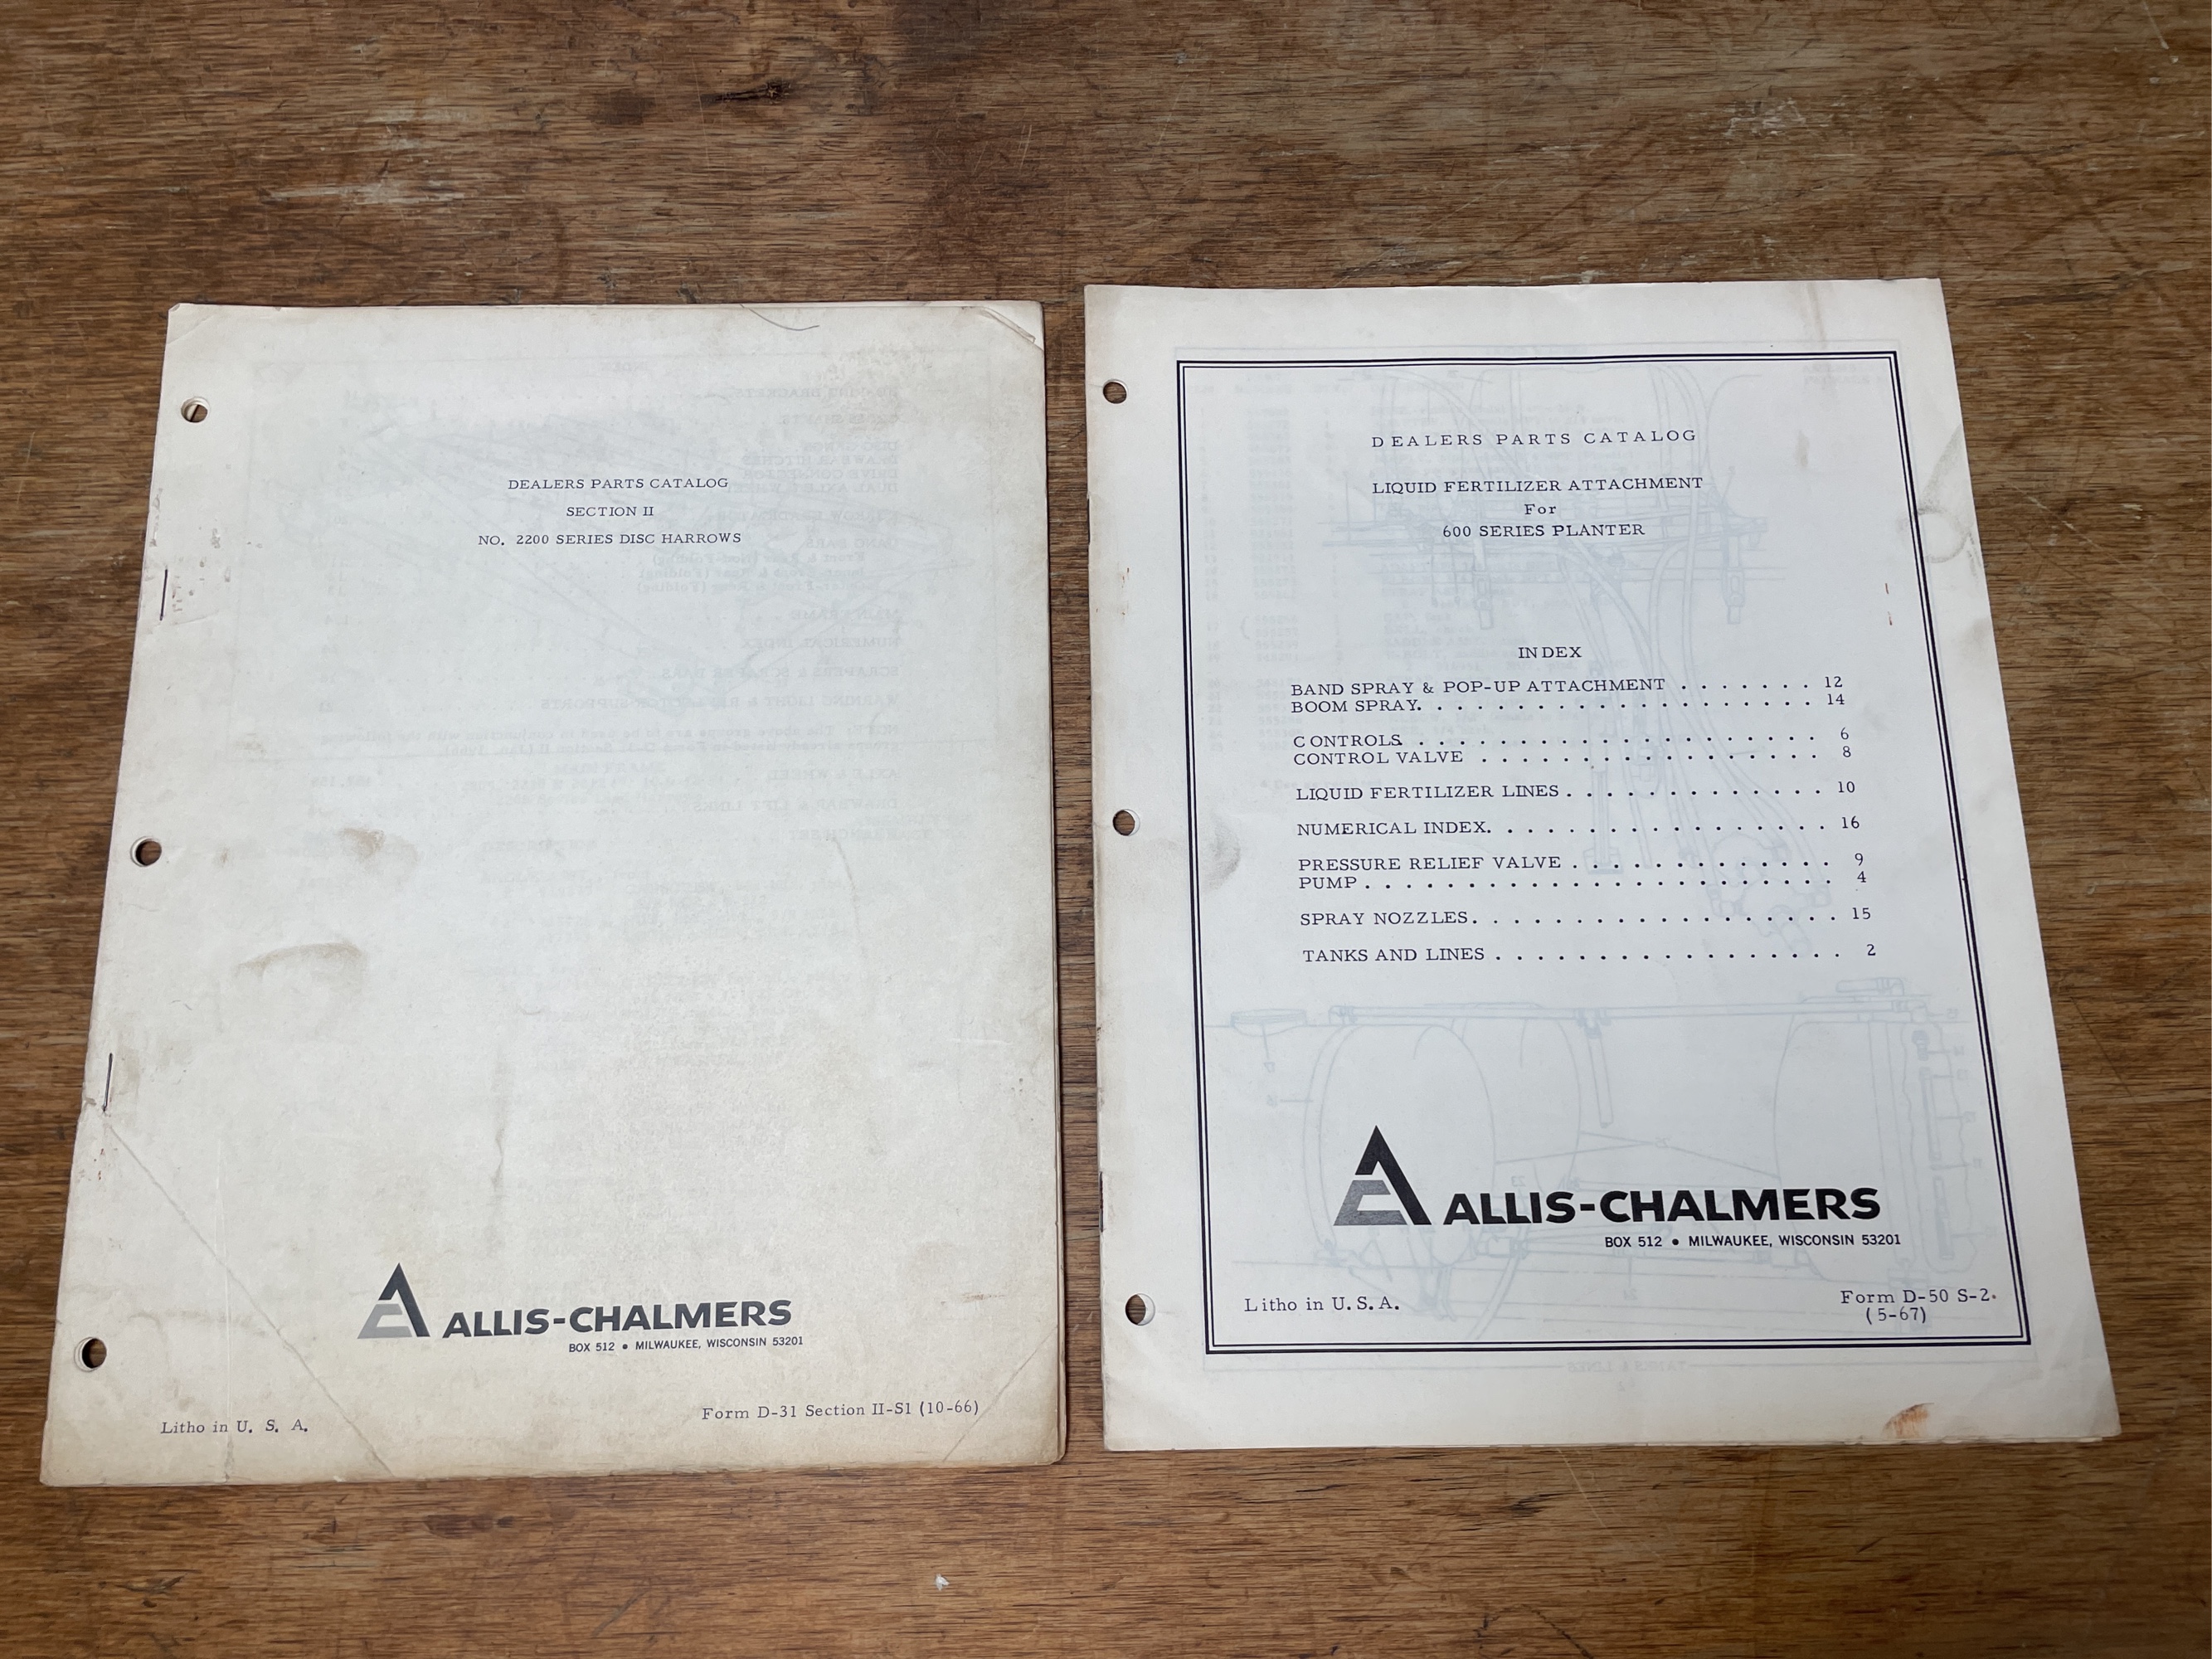 DEALERS PARTS CATALOG
SECTION II
NO. 2200 SERIES DISC HARROWS
ALLIS-CHALMERS
BOX 512 • MILWAUKEE, WISCONSIN 53201
Form D-31 Section II-S1 (10-66)
Litho in U. S. A.
DEALERS PARTS CATALOG
LIQUID FERTILIZER ATTACHMENT
For
600 SERIES PLANTER
INDEX
BAND SPRAY & POP-UP ATTACHMENT . . . . . . . 12
BOOM SPRAY. . . . . . . . . . . . . . . . . . . 14
CONTROLS . . . . . . . . . . . . . . . . . . . 6
CONTROL VALVE . . . . . . . . . . . . . . . . 8
LIQUID FERTILIZER LINES . . . . . . . . . . . . . 10
NUMERICAL INDEX. . . . . . . . . . . . . . . . . 16
PRESSURE RELIEF VALVE . . . . . . . . . . . . . 9
PUMP . . . . . . . . . . . . . . . . . . . . . . 4
SPRAY NOZZLES. . . . . . . . . . . . . . . . . . 15
TANKS AND LINES . . . . . . . . . . . . . . . . . 2
ALLIS-CHALMERS
BOX 512 • MILWAUKEE, WISCONSIN 53201
Litho in U. S. A.
Form D-50 S-2
(5-67)